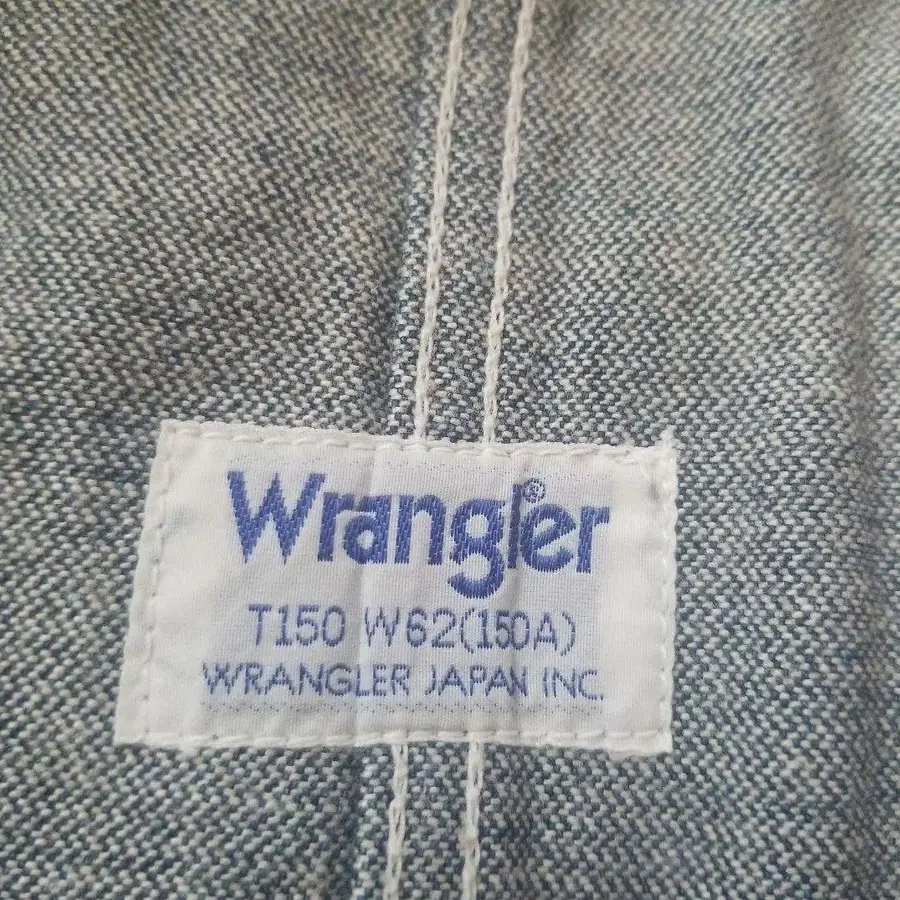 Wrangler®
T150 W62(150A)
WRANGLER JAPAN INC.